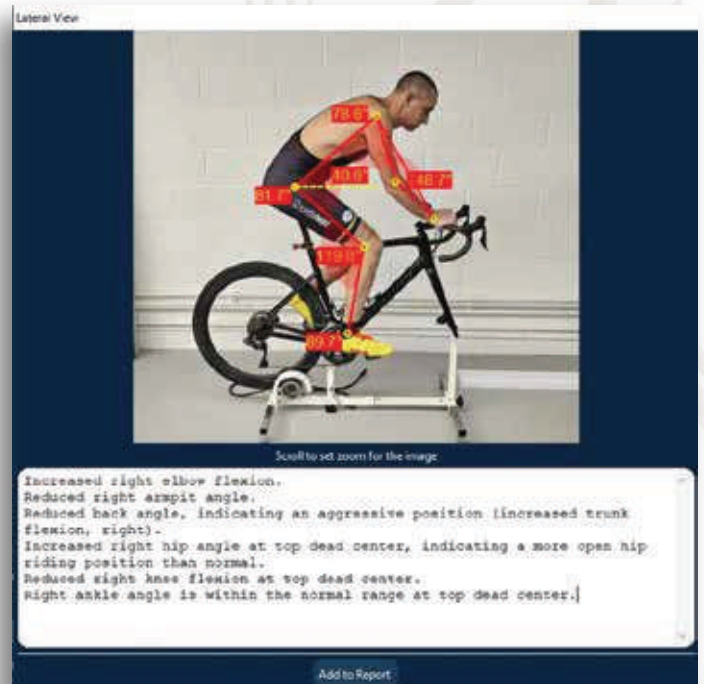 Lateral View
78.6°
40.6°
48.7°
81.7°
119.8°
89.7°
Scroll to set zoom for the image
Increased right elbow flexion.
Reduced right armpit angle.
Reduced back angle, indicating an aggressive position (increased trunk
flexion, right).
Increased right hip angle at top dead center, indicating a more open hip
riding position than normal.
Reduced right knee flexion at top dead center.
Right ankle angle is within the normal range at top dead center.
Add to Report